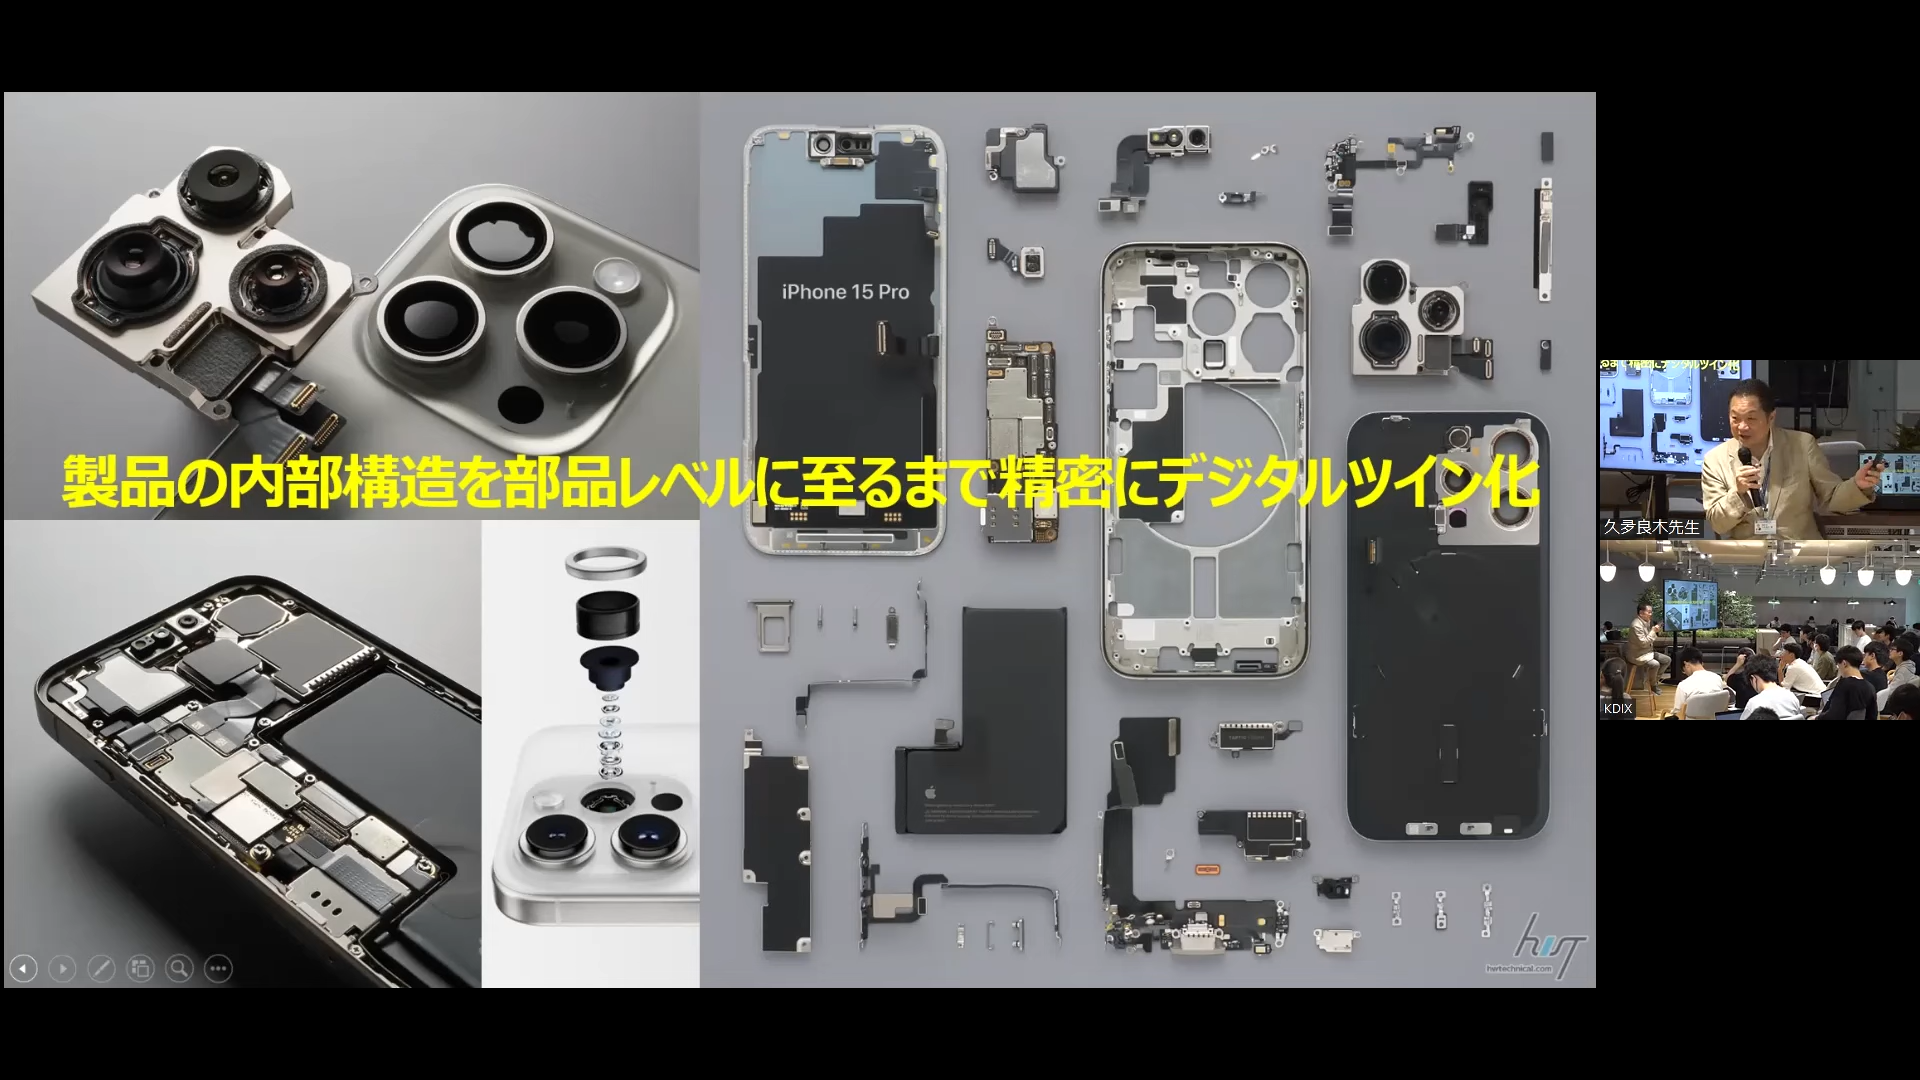 iPhone 15 Pro
製品の内部構造を部品レベルに至るまで精密にデジタルツイン化
hwtechnical.com
久夛良木先生
KDIX